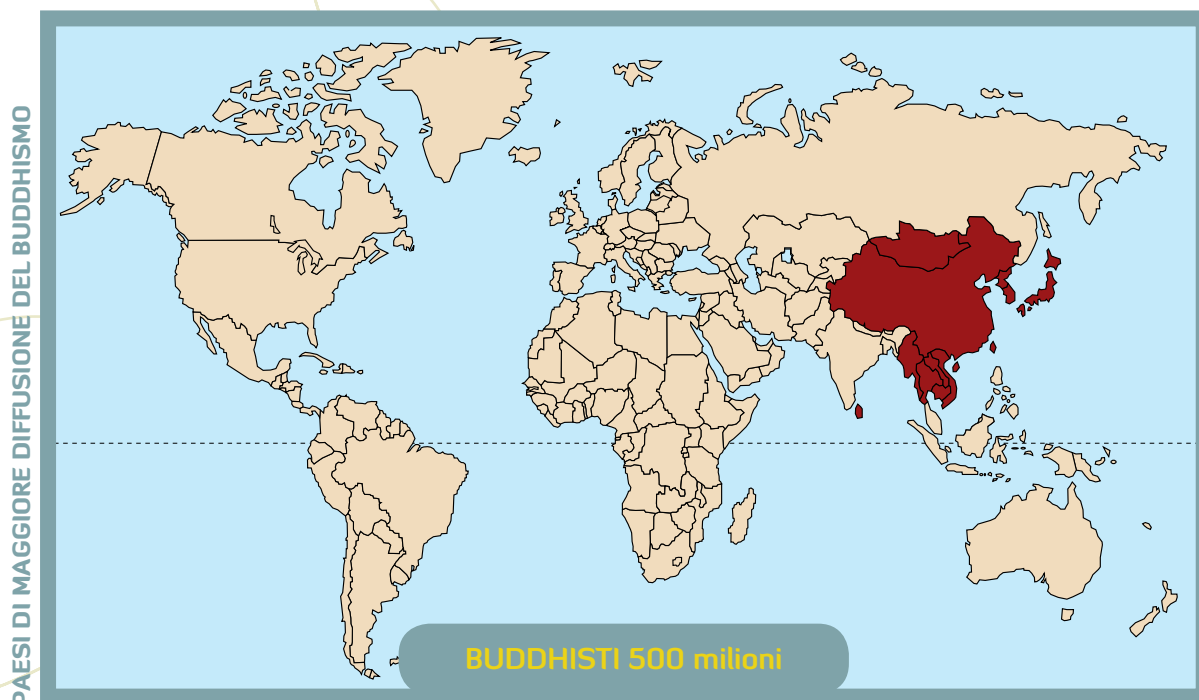 PAESI DI MAGGIORE DIFFUSIONE DEL BUDDHISMO
BUDDHISTI 500 milioni